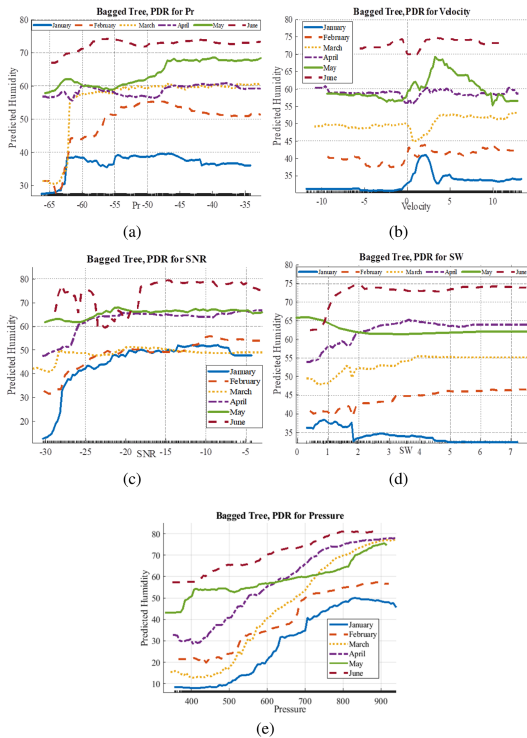 Bagged Tree, PDR for Pr
January February March April May June
Predicted Humidity
80
70
60
50
40
30
-65 -60 -55 -50 -45 -40 -35
Pr
(a)
Bagged Tree, PDR for Velocity
January
February
March
April
May
June
Predicted Humidity
80
75
70
65
60
55
50
45
40
35
-10 -5 0 5 10
Velocity
(b)
Bagged Tree, PDR for SNR
Predicted Humidity
80
70
60
50
40
30
20
-30 -25 -20 -15 -10 -5
SNR
January
February
March
April
May
June
(c)
Bagged Tree, PDR for SW
January February March April May June
Predicted Humidity
80
75
70
65
60
55
50
45
40
35
0 1 2 3 4 5 6 7
SW
(d)
Bagged Tree, PDR for Pressure
Predicted Humidity
80
70
60
50
40
30
20
10
400 500 600 700 800 900
Pressure
January
February
March
April
May
June
(e)